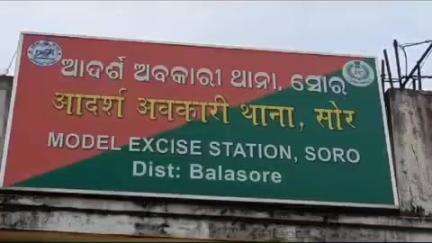 ଆଦର୍ଶ ଅବକାରୀ ଥାନା, ସୋର
आदर्श अवकारी थाना, सोर
MODEL EXCISE STATION, SORO
Dist: Balasore